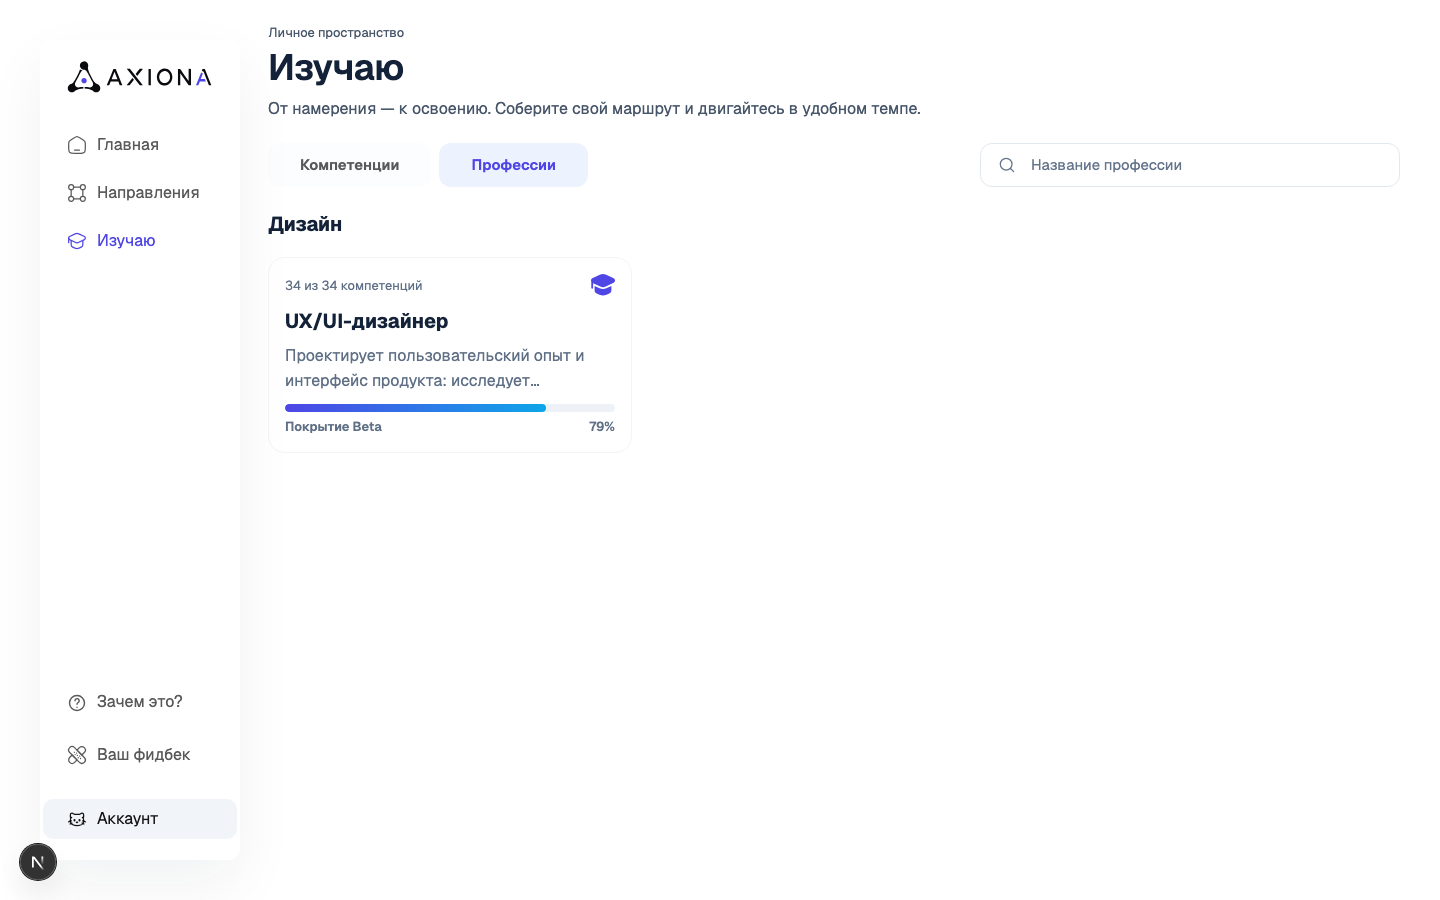 AXIONA
Главная
Направления
Изучаю
Зачем это?
Ваш фидбек
Аккаунт
N
Личное пространство
Изучаю
От намерения — к освоению. Соберите свой маршрут и двигайтесь в удобном темпе.
Компетенции
Профессии
Название профессии
Дизайн
34 из 34 компетенций
UX/UI-дизайнер
Проектирует пользовательский опыт и
интерфейс продукта: исследует…
Покрытие Beta
79%